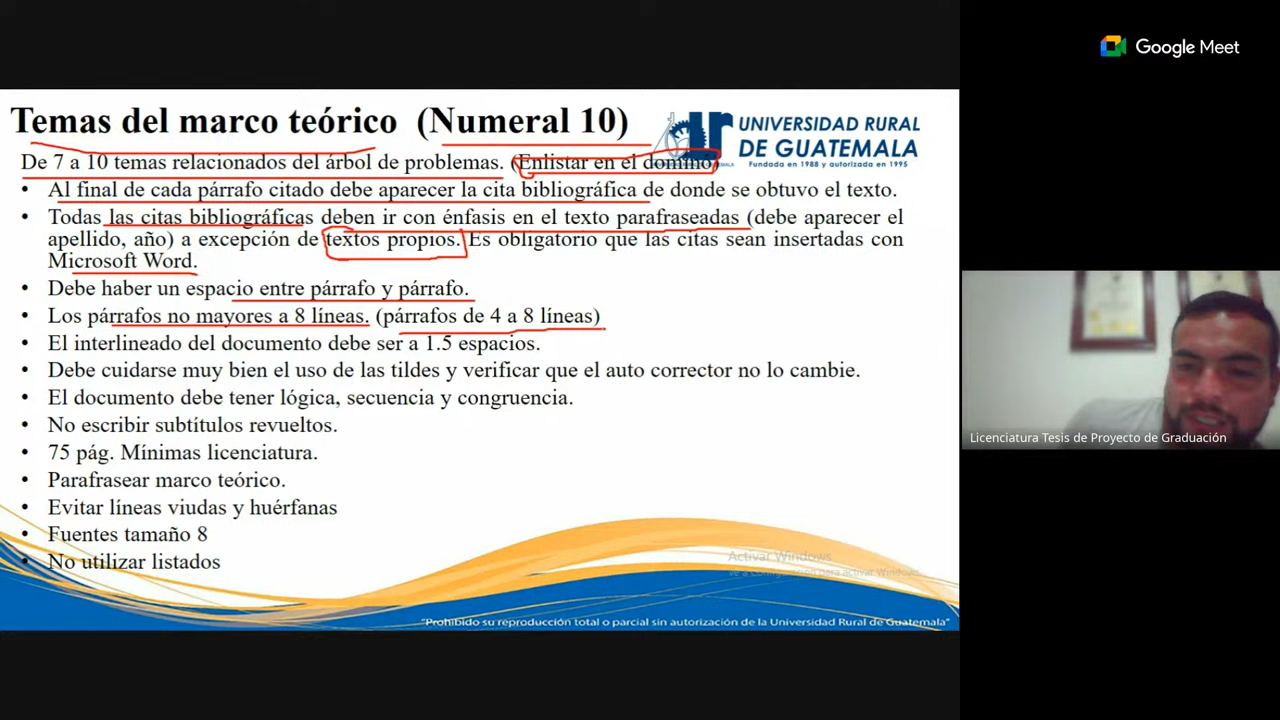 Google Meet
Temas del marco teórico (Numeral 10)
UNIVERSIDAD RURAL
DE GUATEMALA
Fundada en 1988 y autorizada en 1995
De 7 a 10 temas relacionados del árbol de problemas. (Enlistar en el dominó)
• Al final de cada párrafo citado debe aparecer la cita bibliográfica de donde se obtuvo el texto.
• Todas las citas bibliográficas deben ir con énfasis en el texto parafraseadas (debe aparecer el
apellido, año) a excepción de textos propios. Es obligatorio que las citas sean insertadas con
Microsoft Word.
• Debe haber un espacio entre párrafo y párrafo.
• Los párrafos no mayores a 8 líneas. (párrafos de 4 a 8 líneas)
• El interlineado del documento debe ser a 1.5 espacios.
• Debe cuidarse muy bien el uso de las tildes y verificar que el auto corrector no lo cambie.
• El documento debe tener lógica, secuencia y congruencia.
• No escribir subtítulos revueltos.
• 75 pág. Mínimas licenciatura.
• Parafrasear marco teórico.
• Evitar líneas viudas y huérfanas
• Fuentes tamaño 8
• No utilizar listados
Activar Windows
Ve a Configuración para activar Windows.
"Prohibido su reproducción total o parcial sin autorización de la Universidad Rural de Guatemala"
Licenciatura Tesis de Proyecto de Graduación